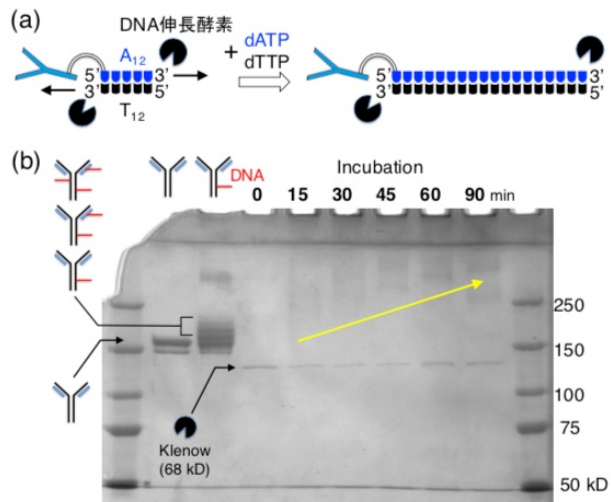 (a)
DNA伸長酵素
5' A12 3'
3' T12 5'
+ dATP
dTTP
5' 3'
3' 5'
(b)
DNA
Incubation
0 15 30 45 60 90 min
250
150
100
75
50 kD
Klenow
(68 kD)